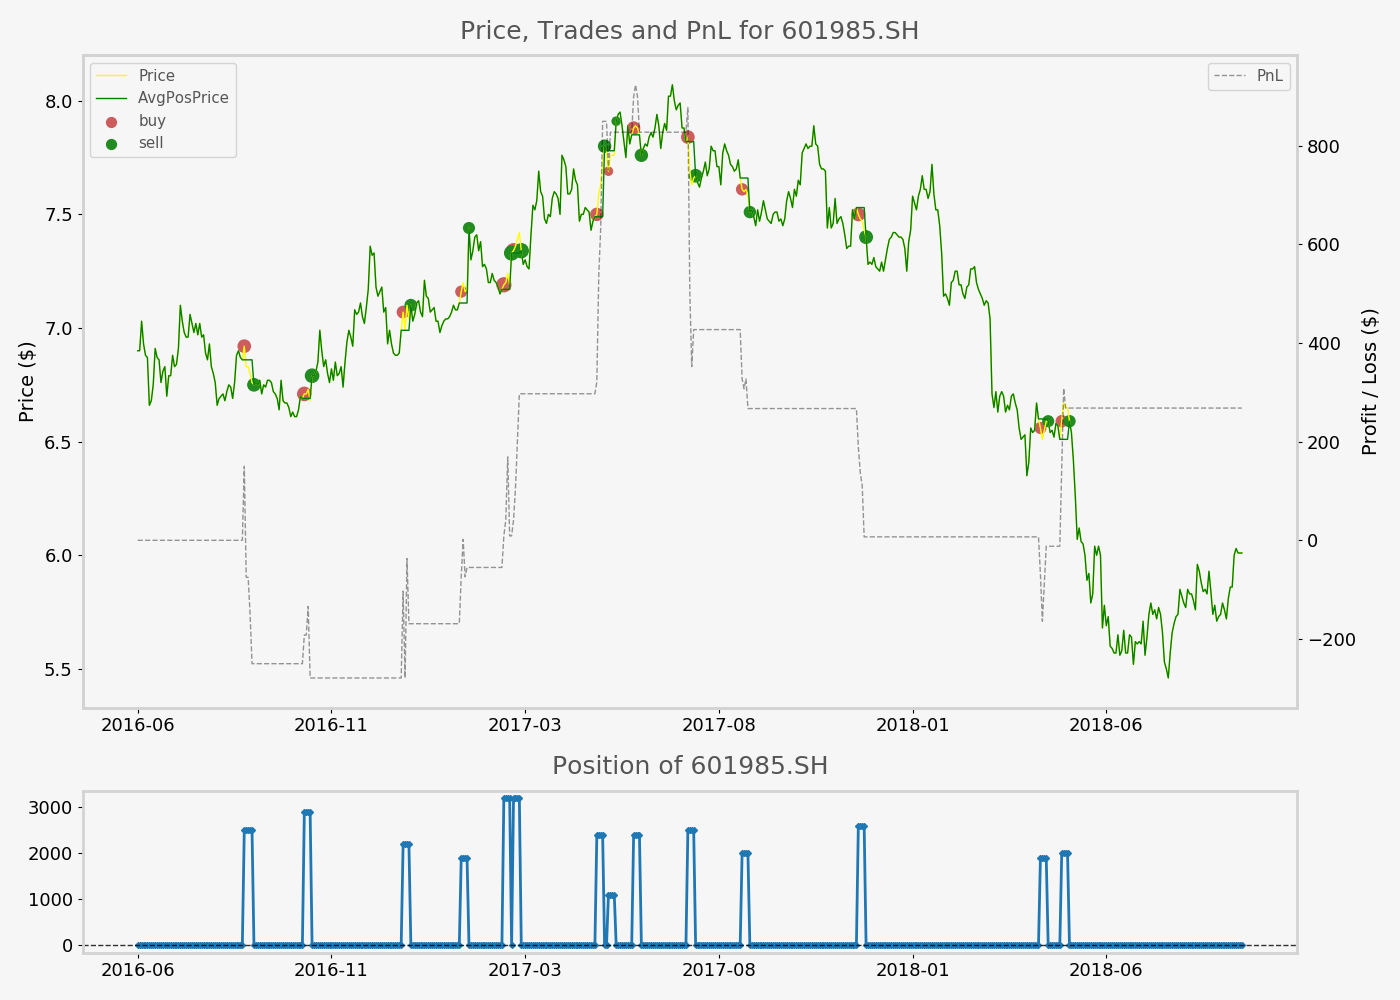 Price, Trades and PnL for 601985.SH
Price
AvgPosPrice
buy
sell
PnL
8.0
7.5
7.0
6.5
6.0
5.5
Price ($)
800
600
400
200
0
−200
Profit / Loss ($)
2016-06 2016-11 2017-03 2017-08 2018-01 2018-06
Position of 601985.SH
3000
2000
1000
0
2016-06 2016-11 2017-03 2017-08 2018-01 2018-06